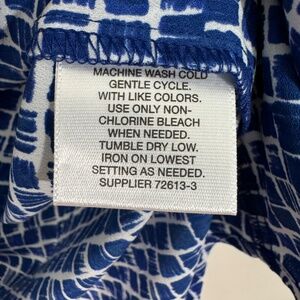 MACHINE WASH COLD
GENTLE CYCLE.
WITH LIKE COLORS.
USE ONLY NON-
CHLORINE BLEACH
WHEN NEEDED.
TUMBLE DRY LOW.
IRON ON LOWEST
SETTING AS NEEDED.
SUPPLIER 72613-3